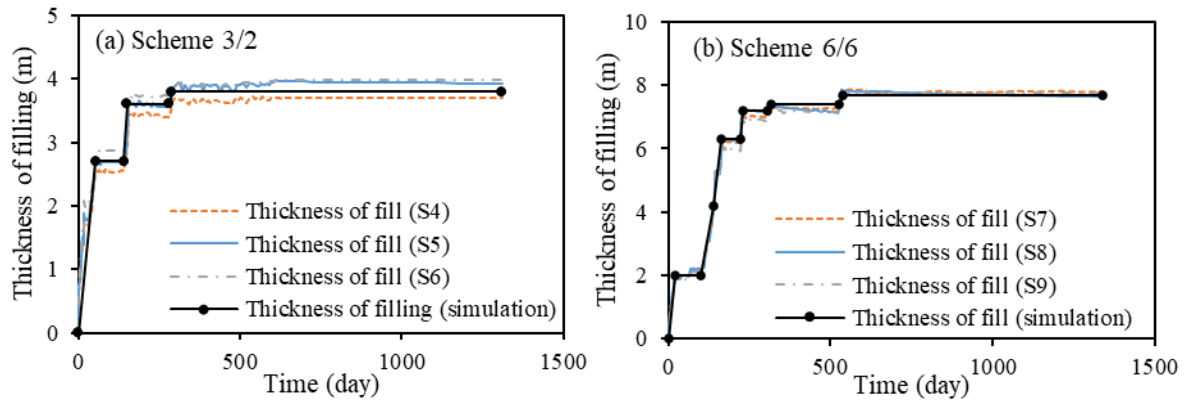 (a) Scheme 3/2
Thickness of filling (m)
5
4
3
2
1
0
Thickness of fill (S4)
Thickness of fill (S5)
Thickness of fill (S6)
Thickness of filling (simulation)
0 500 1000 1500
Time (day)
(b) Scheme 6/6
Thickness of filling (m)
10
8
6
4
2
0
Thickness of fill (S7)
Thickness of fill (S8)
Thickness of fill (S9)
Thickness of fill (simulation)
0 500 1000 1500
Time (day)